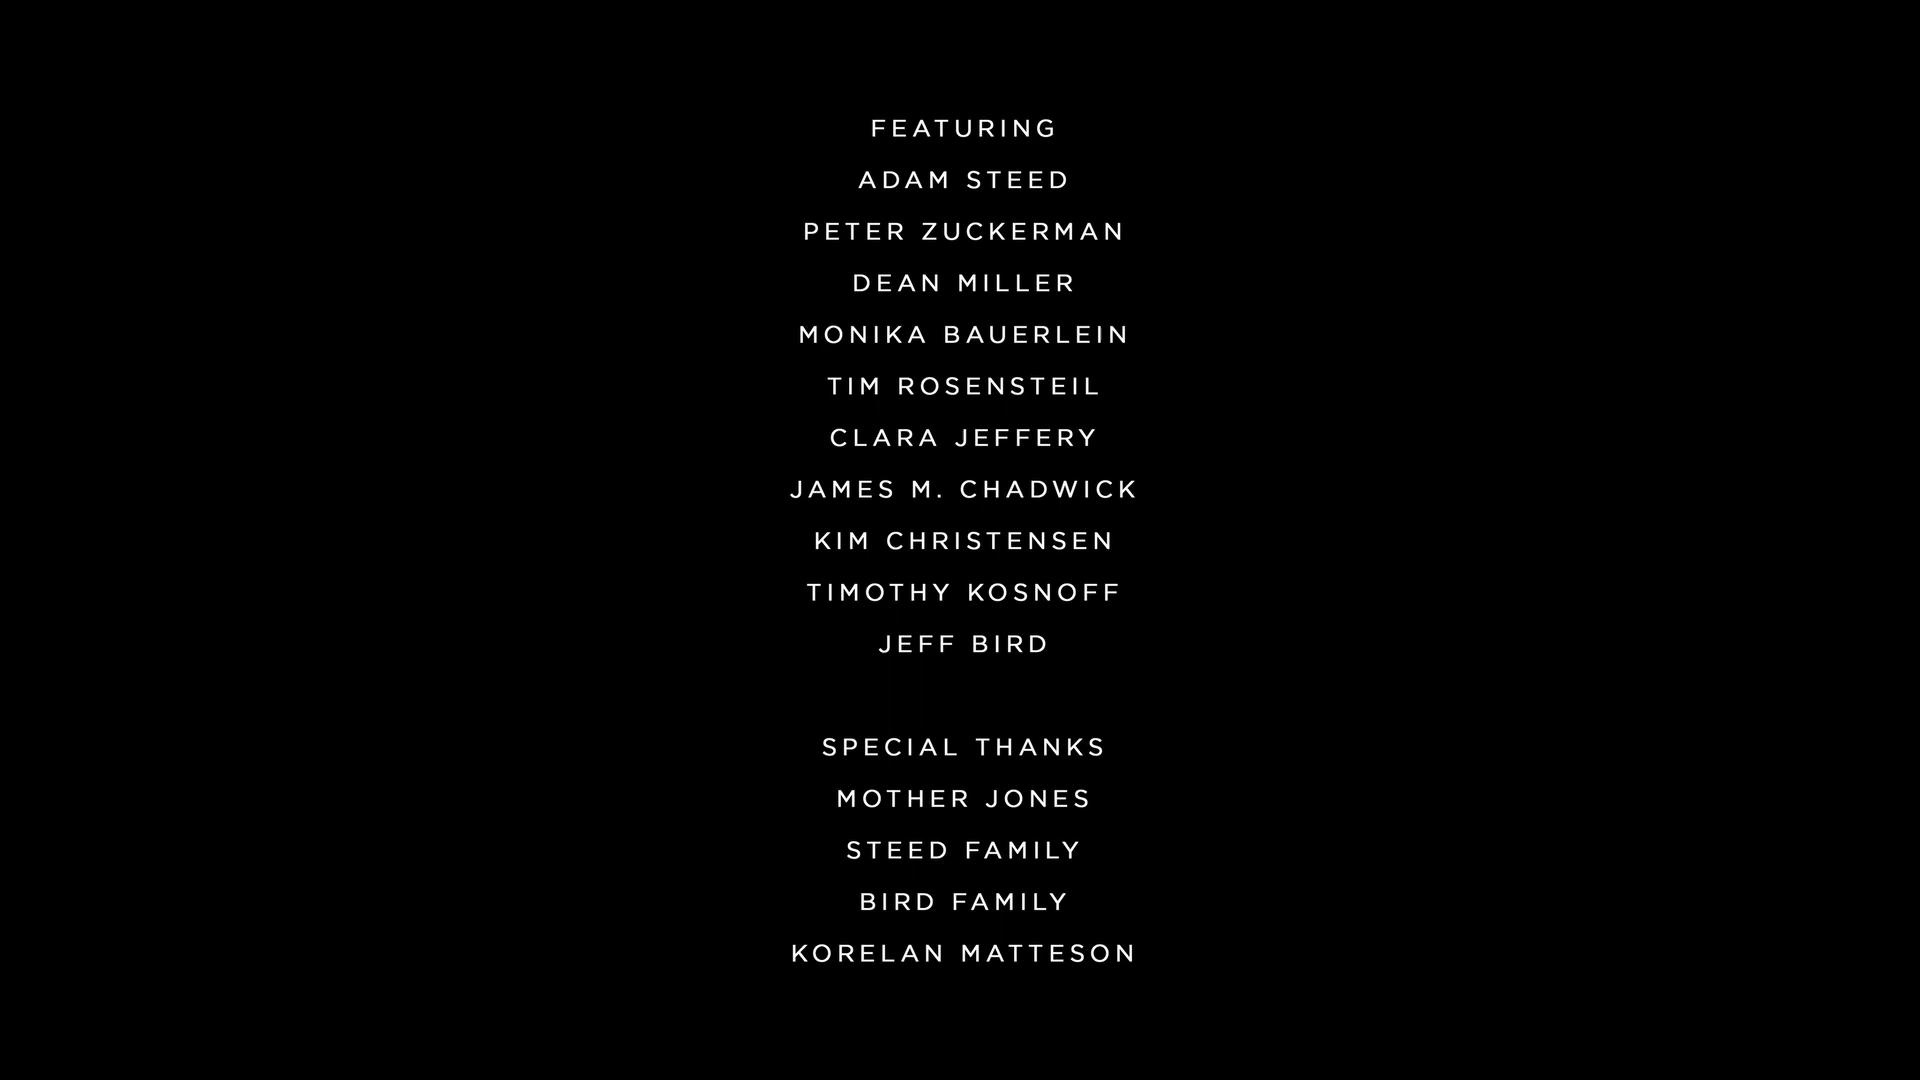 FEATURING
ADAM STEED
PETER ZUCKERMAN
DEAN MILLER
MONIKA BAUERLEIN
TIM ROSENSTEIL
CLARA JEFFERY
JAMES M. CHADWICK
KIM CHRISTENSEN
TIMOTHY KOSNOFF
JEFF BIRD
SPECIAL THANKS
MOTHER JONES
STEED FAMILY
BIRD FAMILY
KORELAN MATTESON